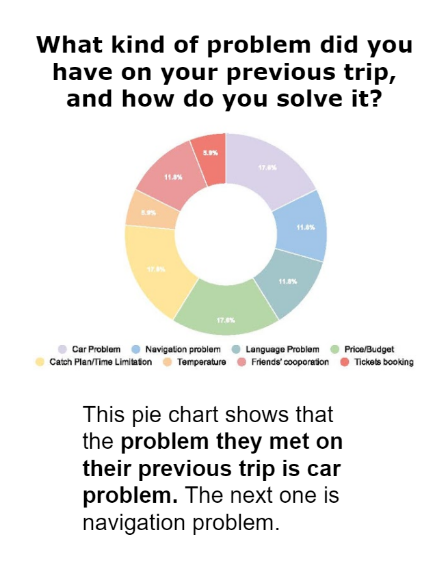 What kind of problem did you
have on your previous trip,
and how do you solve it?
5.9%
17.6%
11.8%
11.8%
5.9%
11.8%
17.6%
17.6%
Car Problem Navigation problem Language Problem Price/Budget
Catch Plan/Time Limitation Temperature Friends' cooporation Tickets booking
This pie chart shows that
the problem they met on
their previous trip is car
problem. The next one is
navigation problem.